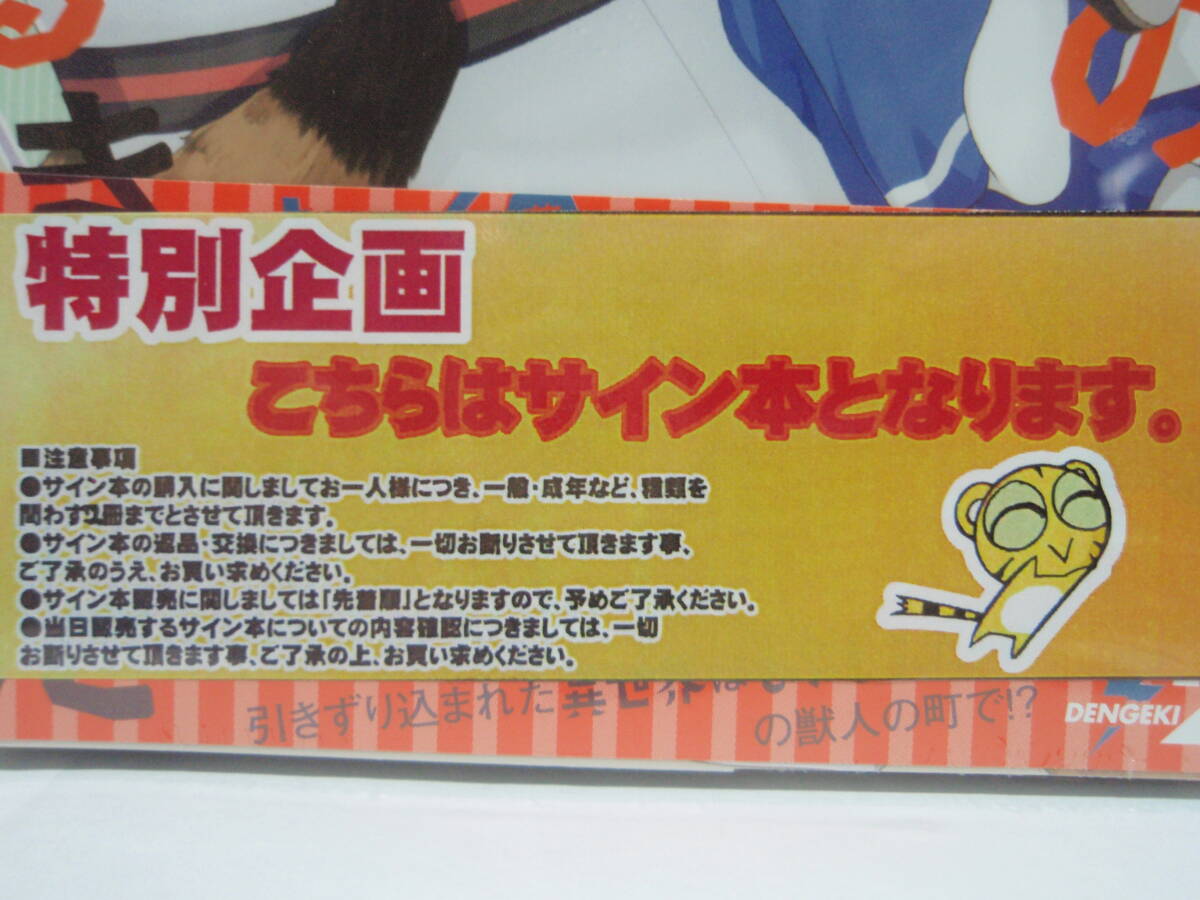 特別企画
こちらはサイン本となります。
■注意事項
●サイン本の購入に関しましてお一人様につき、一般・成年など、種類を
問わず2冊までとさせて頂きます。
●サイン本の返品・交換につきましては、一切お断りさせて頂きます事、
ご了承のうえ、お買い求めください。
●サイン本販売に関しましては「先着順」となりますので、予めご了承ください。
●当日販売するサイン本についての内容確認につきましては、一切
お断りさせて頂きます事、ご了承の上、お買い求めください。
引きずり込まれた異世界は
の獣人の町で!?
DENGEKI